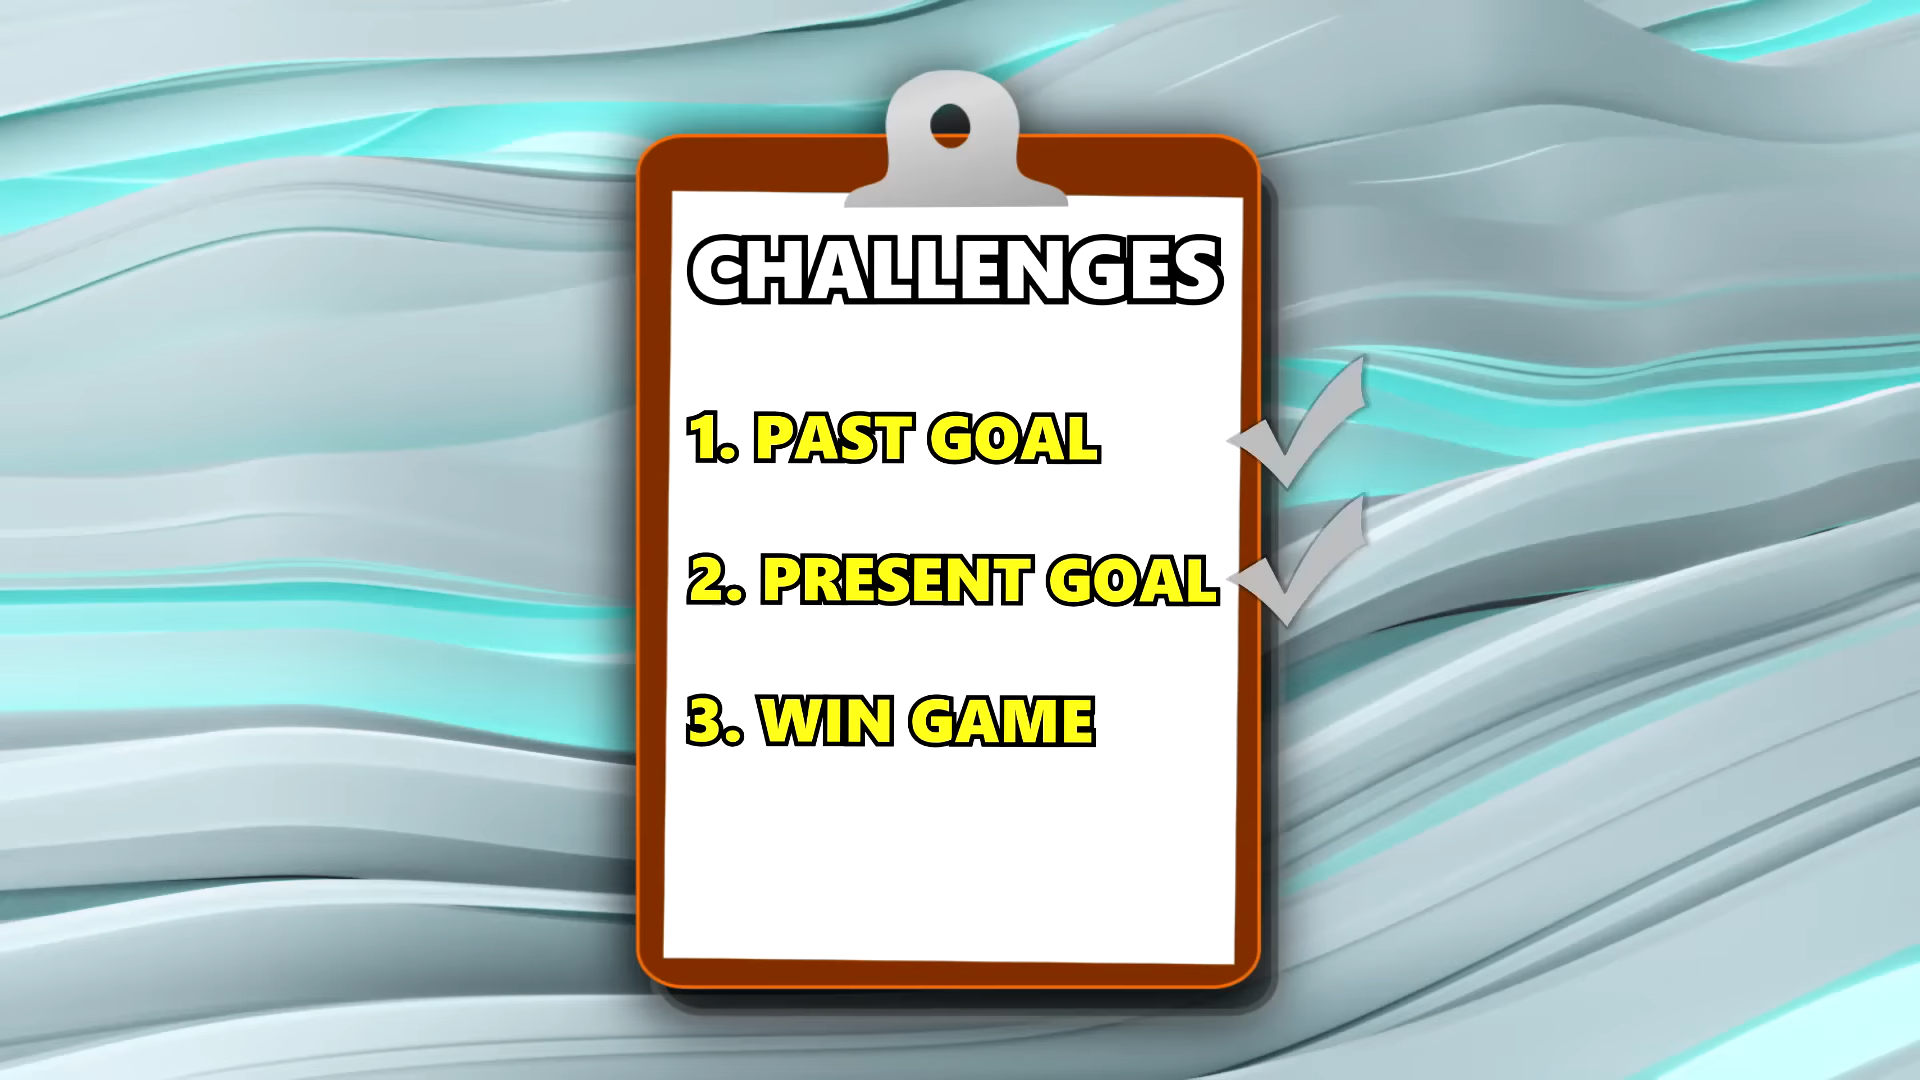 CHALLENGES
1. PAST GOAL
2. PRESENT GOAL
3. WIN GAME